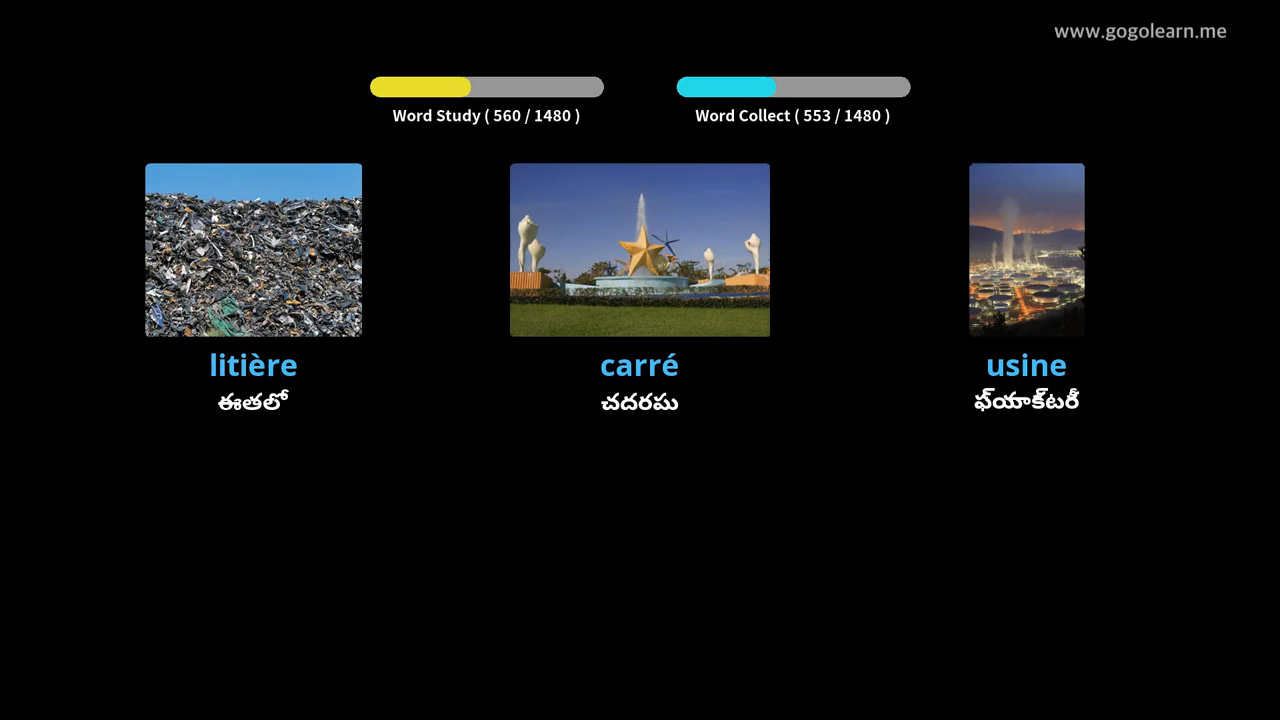 www.gogolearn.me
Word Study ( 560 / 1480 )
Word Collect ( 553 / 1480 )
litière
carré
usine
ఈతలో
చదరపు
ఫ్యాక్టరీ